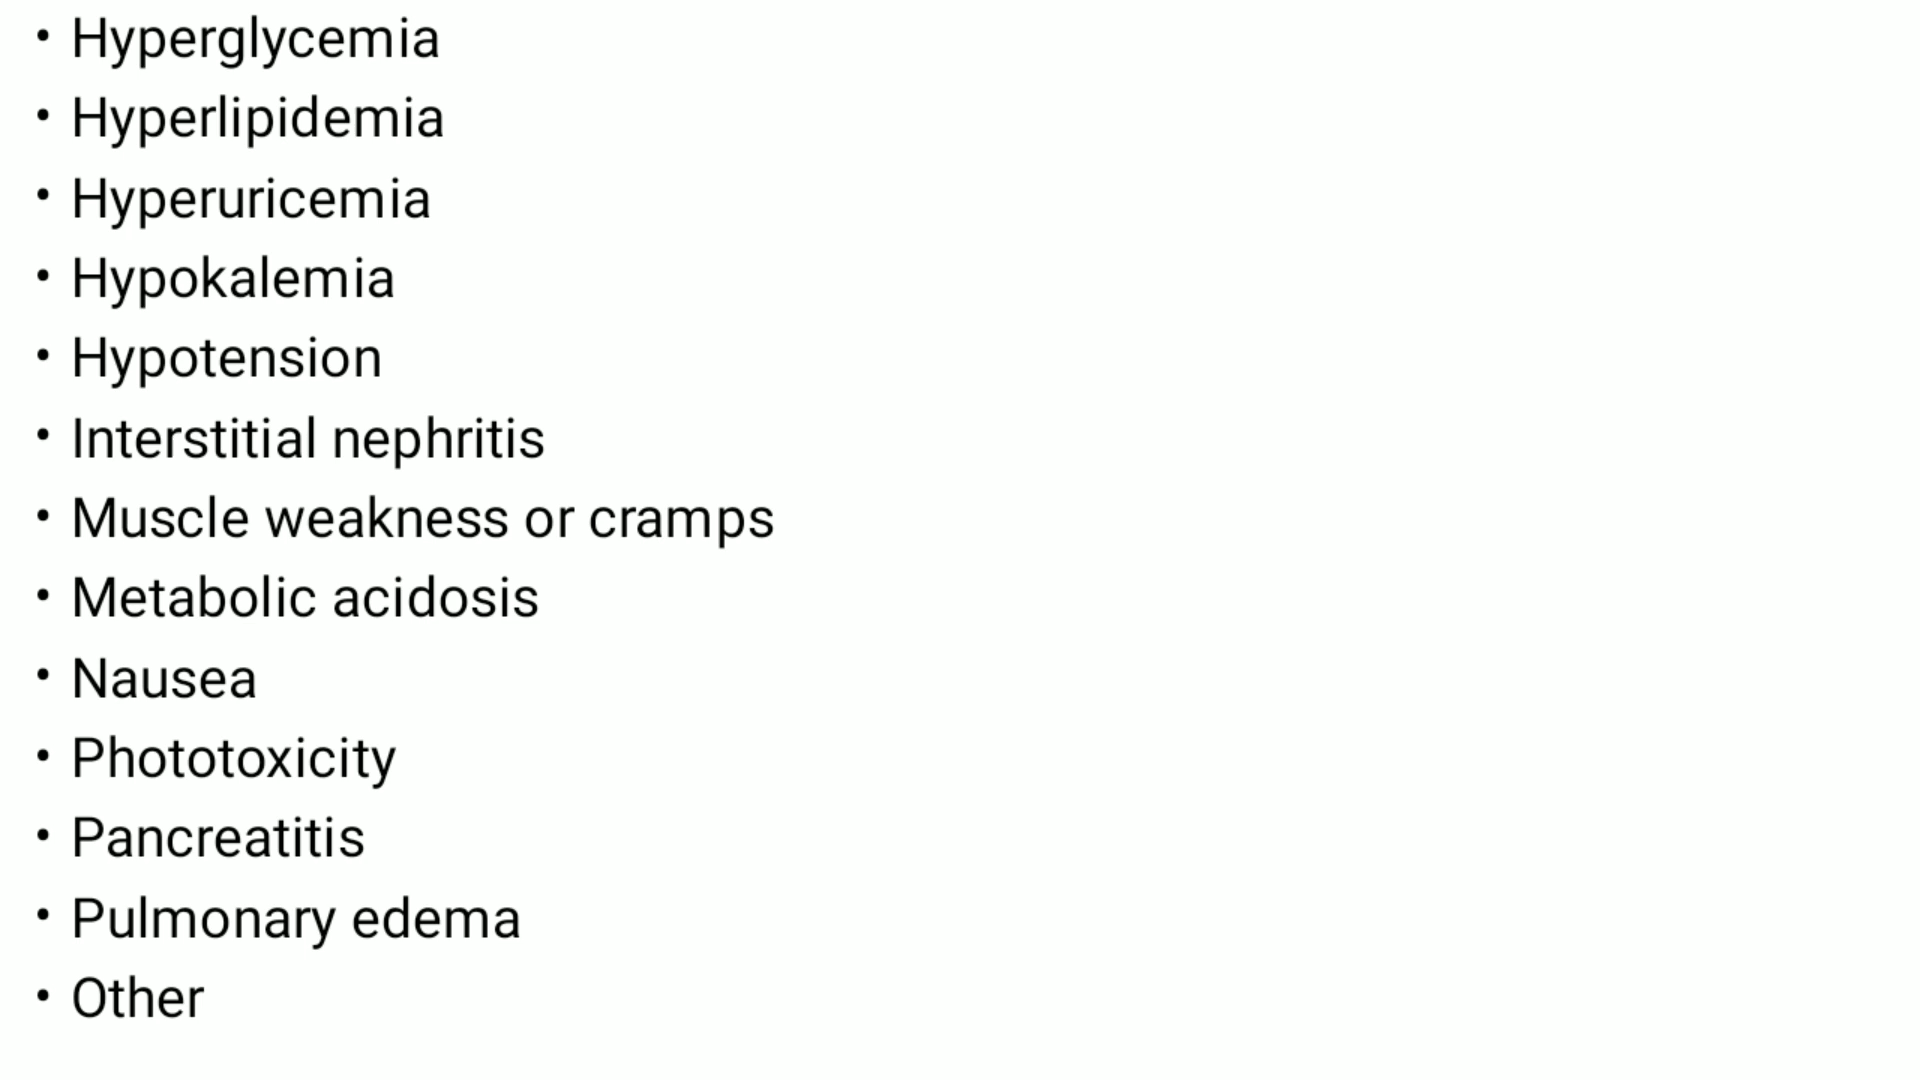 • Hyperglycemia
• Hyperlipidemia
• Hyperuricemia
• Hypokalemia
• Hypotension
• Interstitial nephritis
• Muscle weakness or cramps
• Metabolic acidosis
• Nausea
• Phototoxicity
• Pancreatitis
• Pulmonary edema
• Other